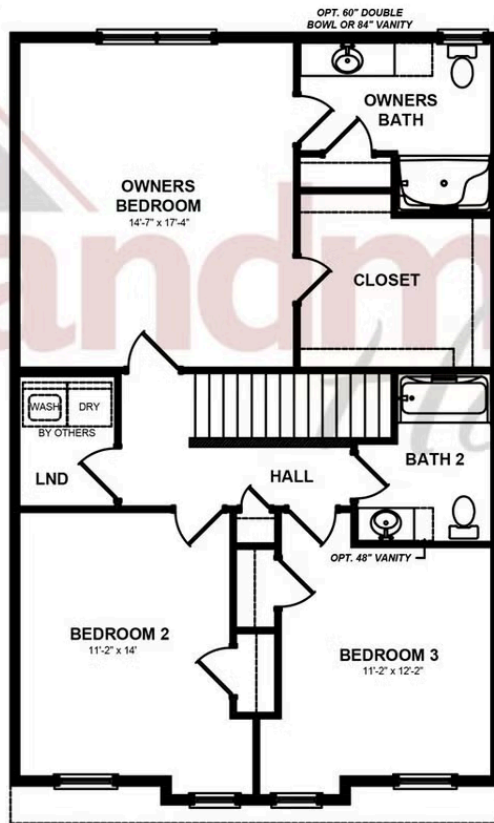 OPT. 60" DOUBLE
BOWL OR 84" VANITY
OWNERS
BATH
OWNERS
BEDROOM
14'-7" x 17'-4"
CLOSET
WASH
DRY
BY OTHERS
LND
HALL
BATH 2
OPT. 48" VANITY
BEDROOM 2
11'-2" x 14'
BEDROOM 3
11'-2" x 12'-2"
andm